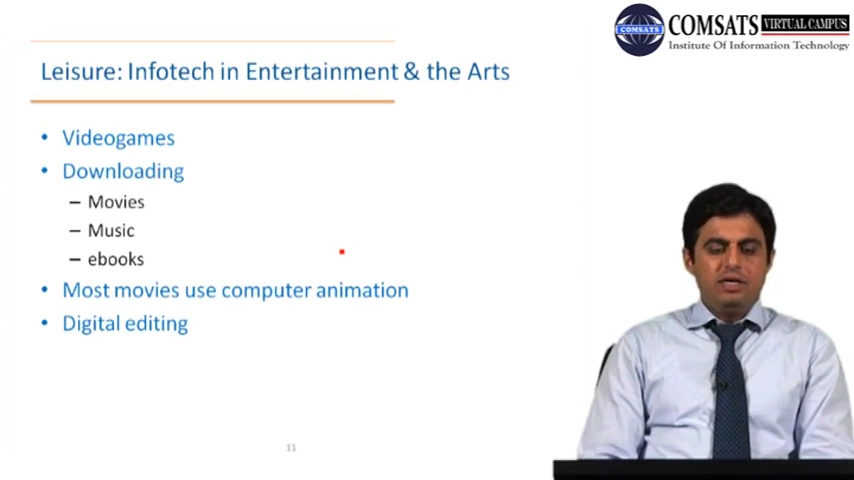 COMSATS VIRTUAL CAMPUS
COMSATS
Institute Of Information Technology
Leisure: Infotech in Entertainment & the Arts
• Videogames
• Downloading
– Movies
– Music
– ebooks
• Most movies use computer animation
• Digital editing
11